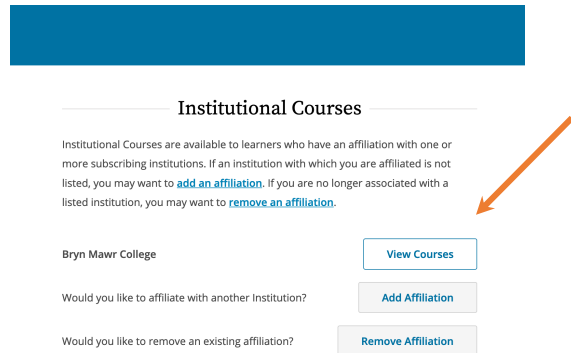 Institutional Courses
Institutional Courses are available to learners who have an affiliation with one or
more subscribing institutions. If an institution with which you are affiliated is not
listed, you may want to add an affiliation. If you are no longer associated with a
listed institution, you may want to remove an affiliation.
Bryn Mawr College View Courses
Would you like to affiliate with another Institution? Add Affiliation
Would you like to remove an existing affiliation? Remove Affiliation